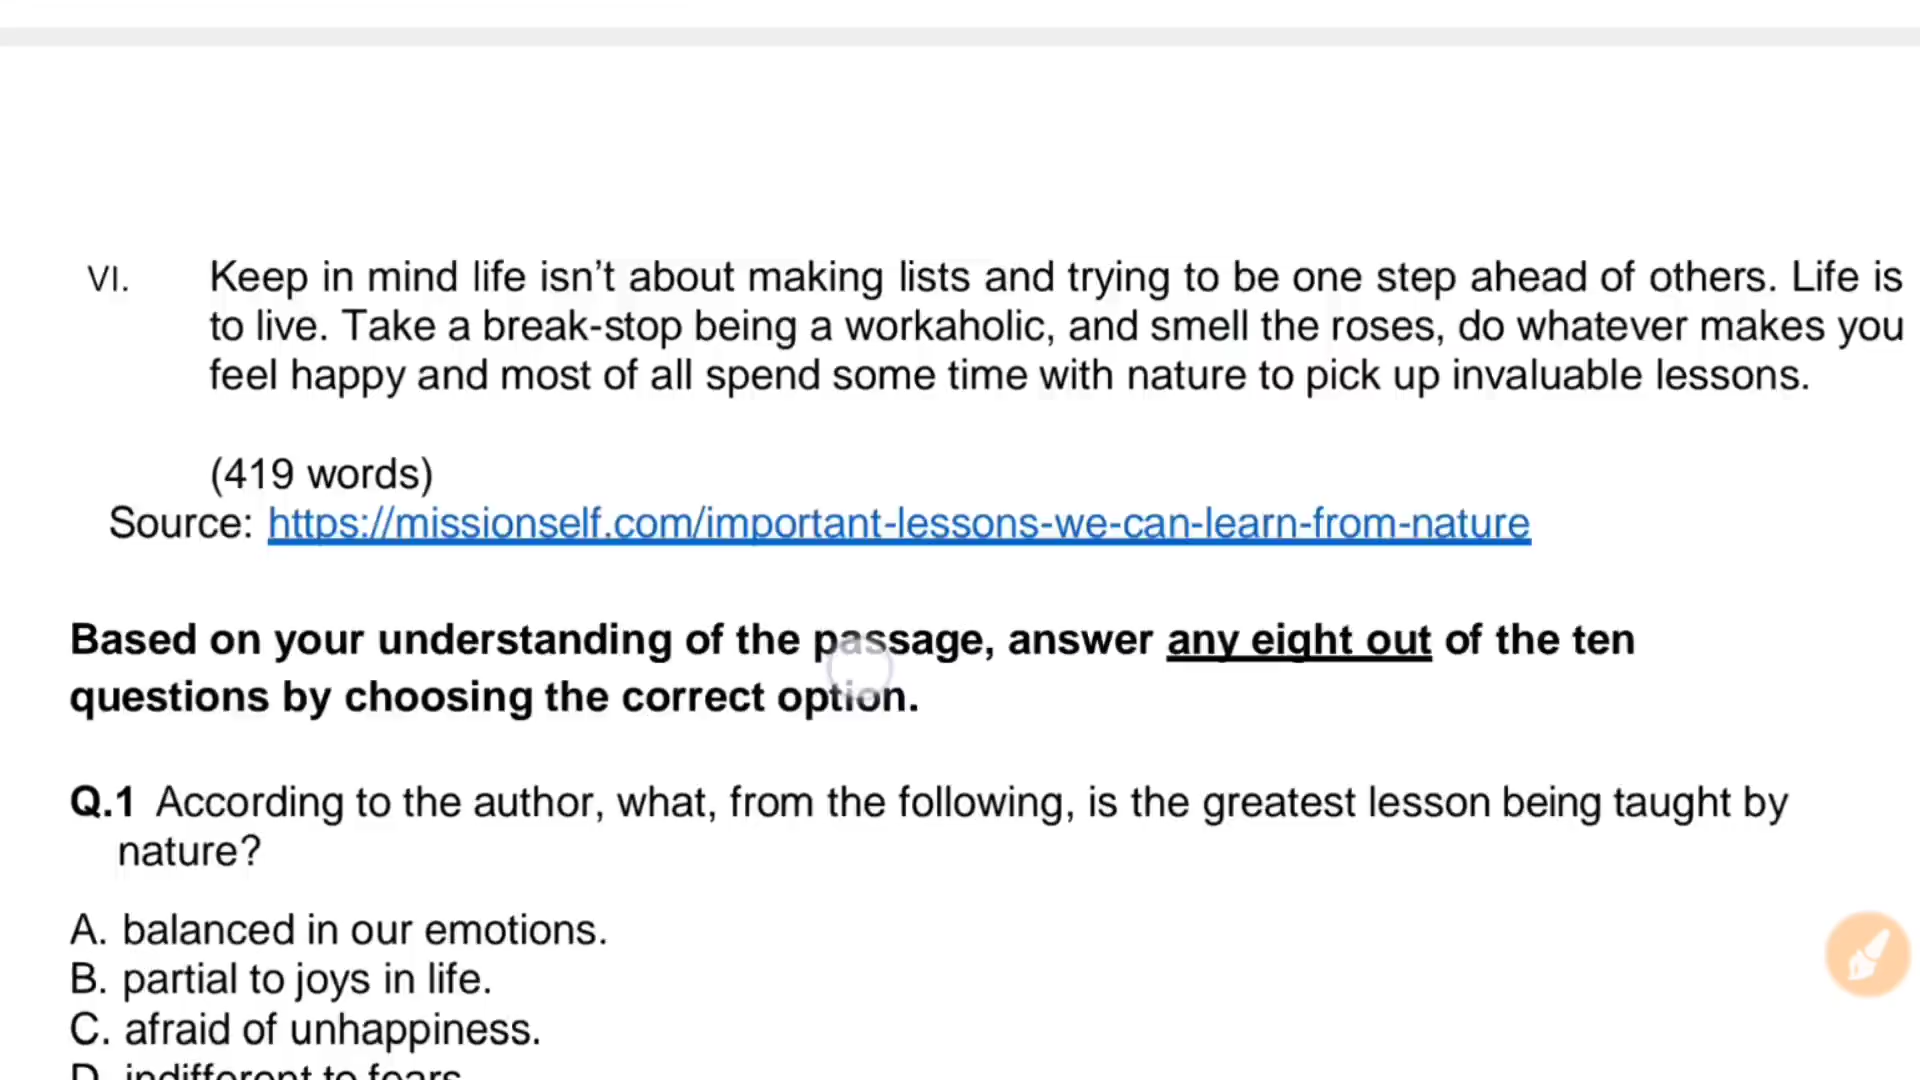 VI. Keep in mind life isn’t about making lists and trying to be one step ahead of others. Life is
to live. Take a break-stop being a workaholic, and smell the roses, do whatever makes you
feel happy and most of all spend some time with nature to pick up invaluable lessons.
(419 words)
Source: https://missionself.com/important-lessons-we-can-learn-from-nature
Based on your understanding of the passage, answer any eight out of the ten
questions by choosing the correct option.
Q.1 According to the author, what, from the following, is the greatest lesson being taught by
nature?
A. balanced in our emotions.
B. partial to joys in life.
C. afraid of unhappiness.
D. indifferent to fears.